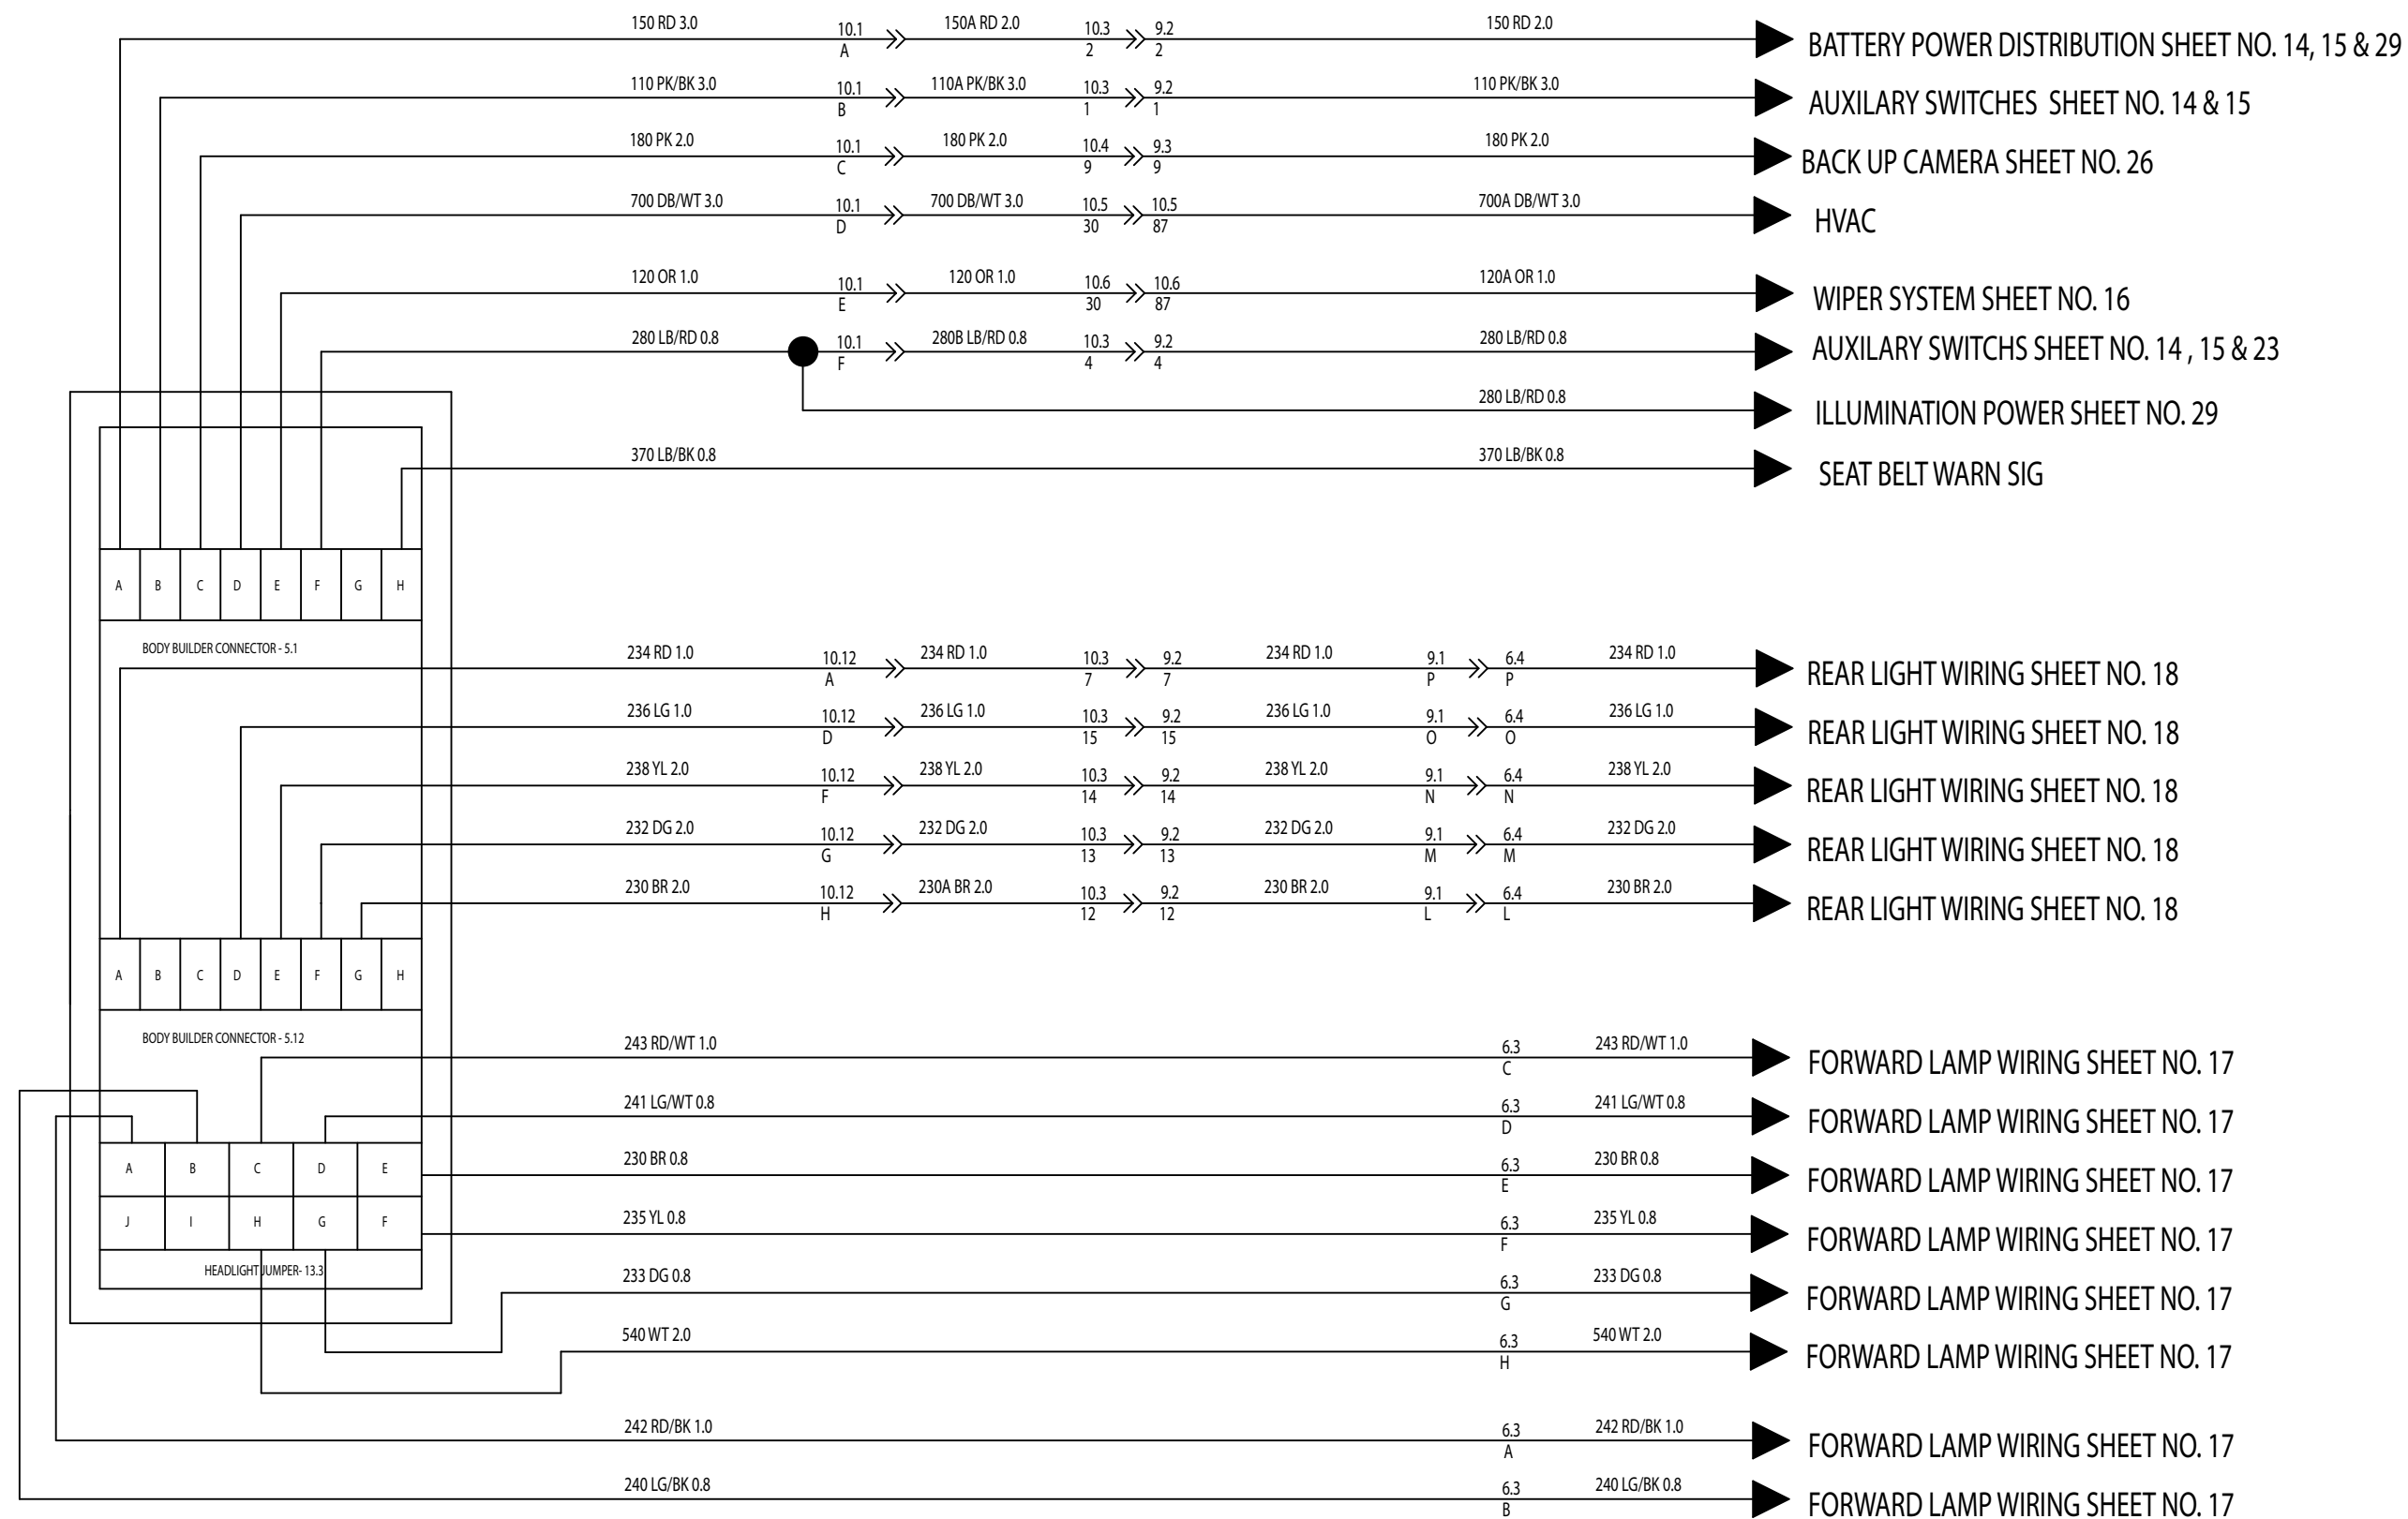 150 RD 3.0 10.1 A 150A RD 2.0 10.3 2 9.2 2 150 RD 2.0 BATTERY POWER DISTRIBUTION SHEET NO. 14, 15 & 29
110 PK/BK 3.0 10.1 B 110A PK/BK 3.0 10.3 1 9.2 1 110 PK/BK 3.0 AUXILARY SWITCHES SHEET NO. 14 & 15
180 PK 2.0 10.1 C 180 PK 2.0 10.4 9 9.3 9 180 PK 2.0 BACK UP CAMERA SHEET NO. 26
700 DB/WT 3.0 10.1 D 700 DB/WT 3.0 10.5 30 10.5 87 700A DB/WT 3.0 HVAC
120 OR 1.0 10.1 E 120 OR 1.0 10.6 30 10.6 87 120A OR 1.0 WIPER SYSTEM SHEET NO. 16
280 LB/RD 0.8 10.1 F 280B LB/RD 0.8 10.3 4 9.2 4 280 LB/RD 0.8 AUXILARY SWITCHS SHEET NO. 14 , 15 & 23
280 LB/RD 0.8 ILLUMINATION POWER SHEET NO. 29
370 LB/BK 0.8 370 LB/BK 0.8 SEAT BELT WARN SIG
A B C D E F G H
BODY BUILDER CONNECTOR - 5.1
234 RD 1.0 10.12 A 234 RD 1.0 10.3 7 9.2 7 234 RD 1.0 9.1 P 6.4 P 234 RD 1.0 REAR LIGHT WIRING SHEET NO. 18
236 LG 1.0 10.12 D 236 LG 1.0 10.3 15 9.2 15 236 LG 1.0 9.1 O 6.4 O 236 LG 1.0 REAR LIGHT WIRING SHEET NO. 18
238 YL 2.0 10.12 F 238 YL 2.0 10.3 14 9.2 14 238 YL 2.0 9.1 N 6.4 N 238 YL 2.0 REAR LIGHT WIRING SHEET NO. 18
232 DG 2.0 10.12 G 232 DG 2.0 10.3 13 9.2 13 232 DG 2.0 9.1 M 6.4 M 232 DG 2.0 REAR LIGHT WIRING SHEET NO. 18
230 BR 2.0 10.12 H 230A BR 2.0 10.3 12 9.2 12 230 BR 2.0 9.1 L 6.4 L 230 BR 2.0 REAR LIGHT WIRING SHEET NO. 18
A B C D E F G H
BODY BUILDER CONNECTOR - 5.12
243 RD/WT 1.0 6.3 C 243 RD/WT 1.0 FORWARD LAMP WIRING SHEET NO. 17
241 LG/WT 0.8 6.3 D 241 LG/WT 0.8 FORWARD LAMP WIRING SHEET NO. 17
A B C D E
230 BR 0.8 6.3 E 230 BR 0.8 FORWARD LAMP WIRING SHEET NO. 17
J I H G F
235 YL 0.8 6.3 F 235 YL 0.8 FORWARD LAMP WIRING SHEET NO. 17
HEADLIGHT JUMPER- 13.3
233 DG 0.8 6.3 G 233 DG 0.8 FORWARD LAMP WIRING SHEET NO. 17
540 WT 2.0 6.3 H 540 WT 2.0 FORWARD LAMP WIRING SHEET NO. 17
242 RD/BK 1.0 6.3 A 242 RD/BK 1.0 FORWARD LAMP WIRING SHEET NO. 17
240 LG/BK 0.8 6.3 B 240 LG/BK 0.8 FORWARD LAMP WIRING SHEET NO. 17